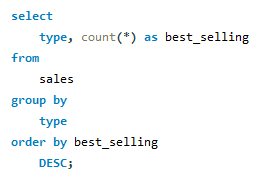 select
    type, count(*) as best_selling
from
    sales
group by
    type
order by best_selling
    DESC;